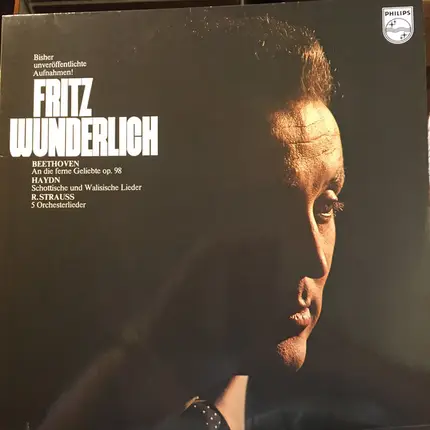 PHILIPS
Bisher
unveröffentlichte
Aufnahmen!
FRITZ
WUNDERLICH
BEETHOVEN
An die ferne Geliebte op. 98
HAYDN
Schottische und Walisische Lieder
R. STRAUSS
5 Orchesterlieder